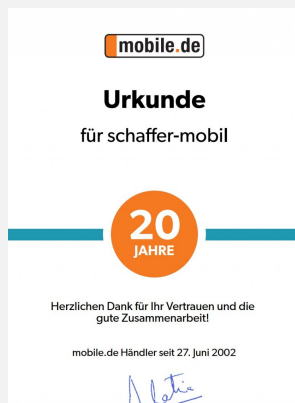 mobile.de
Urkunde
für schaffer-mobil
20
JAHRE
Herzlichen Dank für Ihr Vertrauen und die
gute Zusammenarbeit!
mobile.de Händler seit 27. Juni 2002